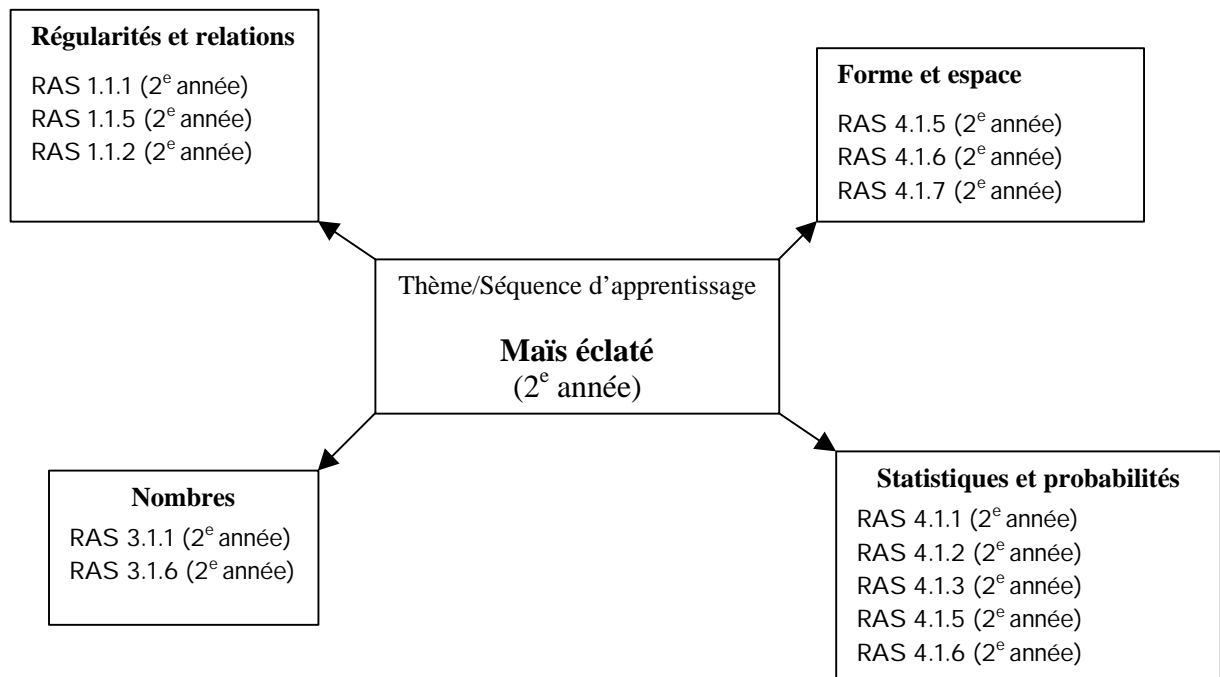 Régularités et relations
RAS 1.1.1 (2e année)
RAS 1.1.5 (2e année)
RAS 1.1.2 (2e année)
Forme et espace
RAS 4.1.5 (2e année)
RAS 4.1.6 (2e année)
RAS 4.1.7 (2e année)
Thème/Séquence d’apprentissage
Maïs éclaté
(2e année)
Nombres
RAS 3.1.1 (2e année)
RAS 3.1.6 (2e année)
Statistiques et probabilités
RAS 4.1.1 (2e année)
RAS 4.1.2 (2e année)
RAS 4.1.3 (2e année)
RAS 4.1.5 (2e année)
RAS 4.1.6 (2e année)